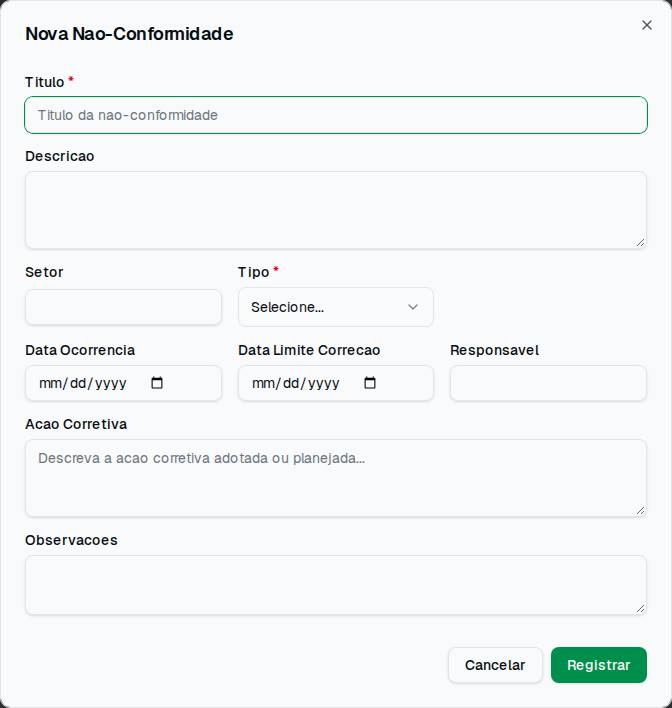 Nova Nao-Conformidade
Titulo *
Titulo da nao-conformidade
Descricao
Setor
Tipo *
Selecione...
Data Ocorrencia
Data Limite Correcao
Responsavel
mm/dd/yyyy
mm/dd/yyyy
Acao Corretiva
Descreva a acao corretiva adotada ou planejada...
Observacoes
Cancelar
Registrar